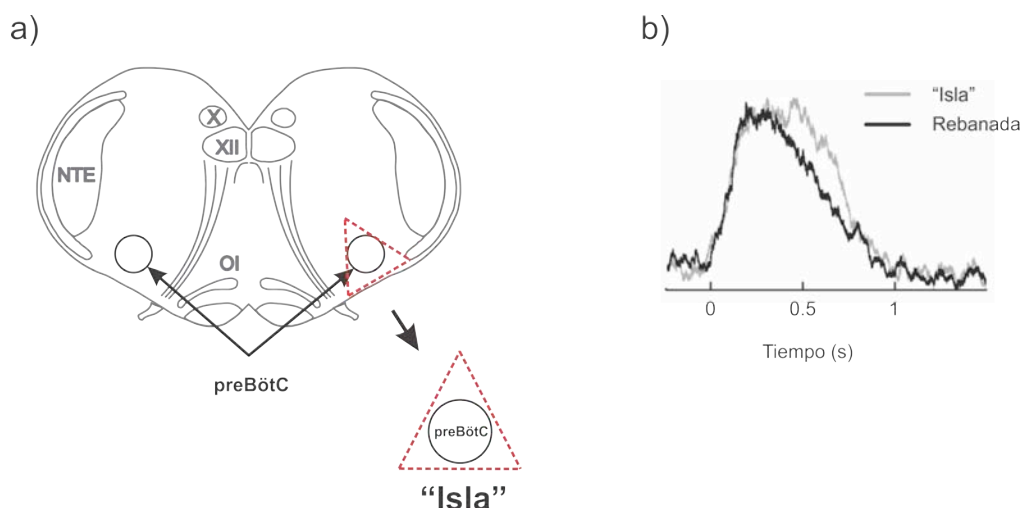 a)
X
XII
NTE
OI
preBötC
preBötC
“Isla”
b)
“Isla”
Rebanada
0
0.5
1
Tiempo (s)